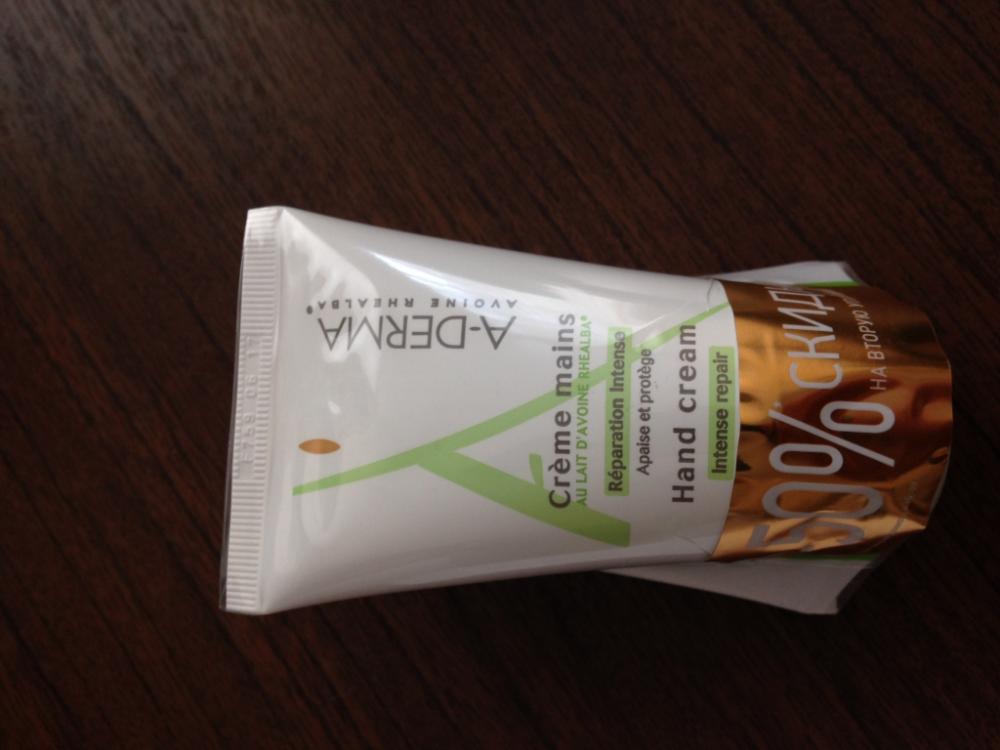 A-DERMA
AVOINE RHEALBA®
Crème mains
AU LAIT D'AVOINE RHEALBA®
Réparation Intense
Apaise et protège
Hand cream
Intense repair
50%* СКИД
НА ВТОРУЮ